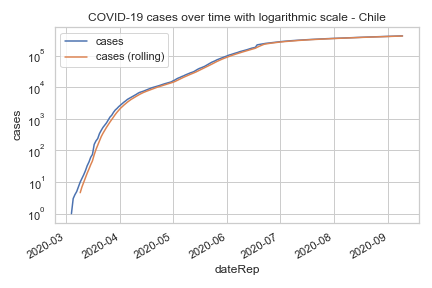 COVID-19 cases over time with logarithmic scale - Chile
cases
cases (rolling)
10^5
10^4
10^3
10^2
10^1
10^0
cases
2020-03
2020-04
2020-05
2020-06
2020-07
2020-08
2020-09
dateRep